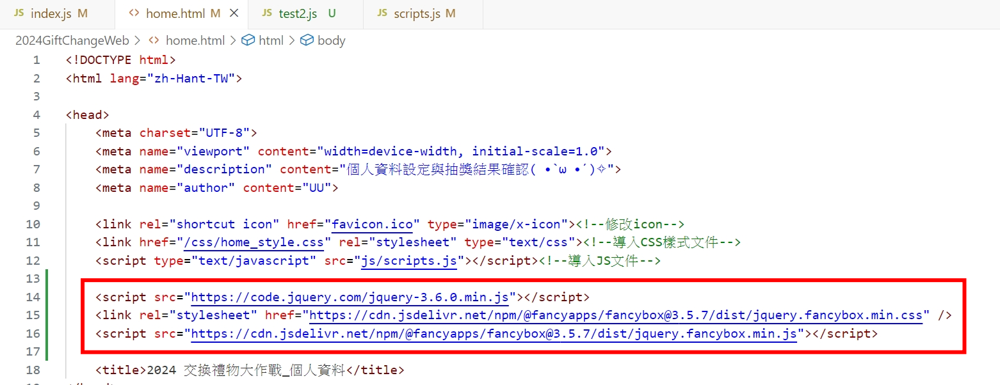 JS index.js M <> home.html M × JS test2.js U JS scripts.js M
2024GiftChangeWeb > <> home.html > html > body
1 <!DOCTYPE html>
2 <html lang="zh-Hant-TW">
3
4 <head>
5 <meta charset="UTF-8">
6 <meta name="viewport" content="width=device-width, initial-scale=1.0">
7 <meta name="description" content="個人資料設定與抽獎結果確認( •`ω •´)✧">
8 <meta name="author" content="UU">
9
10 <link rel="shortcut icon" href="favicon.ico" type="image/x-icon"><!--修改icon-->
11 <link href="/css/home_style.css" rel="stylesheet" type="text/css"><!--導入CSS樣式文件-->
12 <script type="text/javascript" src="js/scripts.js"></script><!--導入JS文件-->
13
14 <script src="https://code.jquery.com/jquery-3.6.0.min.js"></script>
15 <link rel="stylesheet" href="https://cdn.jsdelivr.net/npm/@fancyapps/fancybox@3.5.7/dist/jquery.fancybox.min.css" />
16 <script src="https://cdn.jsdelivr.net/npm/@fancyapps/fancybox@3.5.7/dist/jquery.fancybox.min.js"></script>
17
18 <title>2024 交換禮物大作戰_個人資料</title>